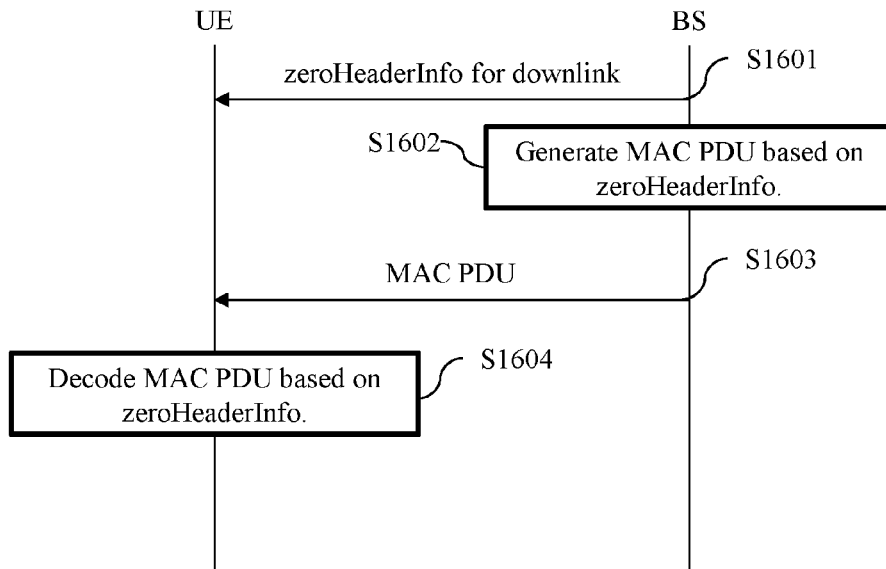 UE
BS
S1601
zeroHeaderInfo for downlink
S1602
Generate MAC PDU based on
zeroHeaderInfo.
S1603
MAC PDU
S1604
Decode MAC PDU based on
zeroHeaderInfo.